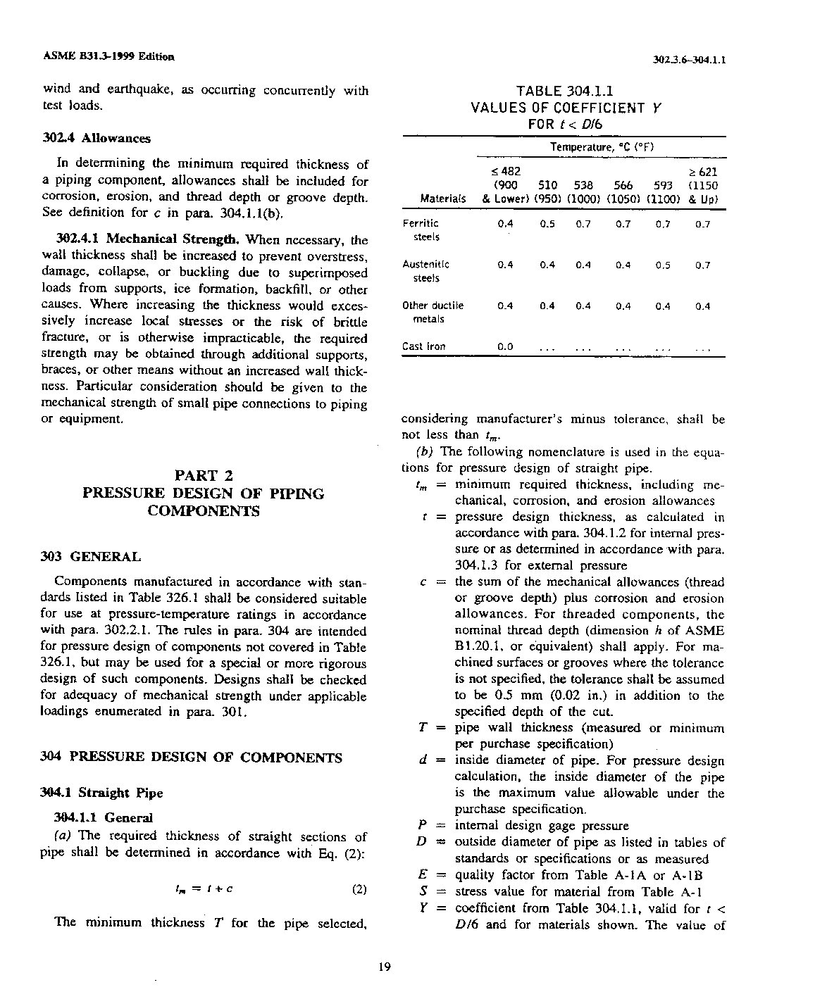 ASME B31.3-1999 Edition
302.3.6–304.1.1
wind and earthquake, as occurring concurrently with
test loads.
302.4 Allowances
In determining the minimum required thickness of
a piping component, allowances shall be included for
corrosion, erosion, and thread depth or groove depth.
See definition for c in para. 304.1.1(b).
302.4.1 Mechanical Strength. When necessary, the
wall thickness shall be increased to prevent overstress,
damage, collapse, or buckling due to superimposed
loads from supports, ice formation, backfill, or other
causes. Where increasing the thickness would exces-
sively increase local stresses or the risk of brittle
fracture, or is otherwise impracticable, the required
strength may be obtained through additional supports,
braces, or other means without an increased wall thick-
ness. Particular consideration should be given to the
mechanical strength of small pipe connections to piping
or equipment.
PART 2
PRESSURE DESIGN OF PIPING
COMPONENTS
303 GENERAL
Components manufactured in accordance with stan-
dards listed in Table 326.1 shall be considered suitable
for use at pressure-temperature ratings in accordance
with para. 302.2.1. The rules in para. 304 are intended
for pressure design of components not covered in Table
326.1, but may be used for a special or more rigorous
design of such components. Designs shall be checked
for adequacy of mechanical strength under applicable
loadings enumerated in para. 301.
304 PRESSURE DESIGN OF COMPONENTS
304.1 Straight Pipe
304.1.1 General
(a) The required thickness of straight sections of
pipe shall be determined in accordance with Eq. (2):
tm = t + c (2)
The minimum thickness T for the pipe selected,
TABLE 304.1.1
VALUES OF COEFFICIENT Y
FOR t < D/6
Temperature, °C (°F)
≤ 482 ≥ 621
(900 510 538 566 593 (1150
Materials & Lower) (950) (1000) (1050) (1100) & Up)
Ferritic 0.4 0.5 0.7 0.7 0.7 0.7
steels
Austenitic 0.4 0.4 0.4 0.4 0.5 0.7
steels
Other ductile 0.4 0.4 0.4 0.4 0.4 0.4
metals
Cast iron 0.0 ... ... ... ... ...
considering manufacturer's minus tolerance, shall be
not less than tm.
(b) The following nomenclature is used in the equa-
tions for pressure design of straight pipe.
tm = minimum required thickness, including me-
chanical, corrosion, and erosion allowances
t = pressure design thickness, as calculated in
accordance with para. 304.1.2 for internal pres-
sure or as determined in accordance with para.
304.1.3 for external pressure
c = the sum of the mechanical allowances (thread
or groove depth) plus corrosion and erosion
allowances. For threaded components, the
nominal thread depth (dimension h of ASME
B1.20.1, or equivalent) shall apply. For ma-
chined surfaces or grooves where the tolerance
is not specified, the tolerance shall be assumed
to be 0.5 mm (0.02 in.) in addition to the
specified depth of the cut.
T = pipe wall thickness (measured or minimum
per purchase specification)
d = inside diameter of pipe. For pressure design
calculation, the inside diameter of the pipe
is the maximum value allowable under the
purchase specification.
P = internal design gage pressure
D = outside diameter of pipe as listed in tables of
standards or specifications or as measured
E = quality factor from Table A-1A or A-1B
S = stress value for material from Table A-1
Y = coefficient from Table 304.1.1, valid for t <
D/6 and for materials shown. The value of
19